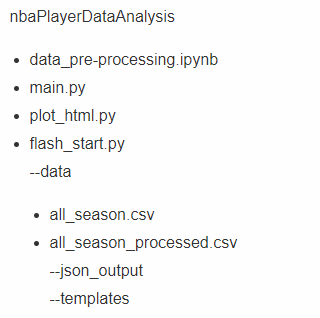 nbaPlayerDataAnalysis
data_pre-processing.ipynb
main.py
plot_html.py
flash_start.py
--data
all_season.csv
all_season_processed.csv
--json_output
--templates